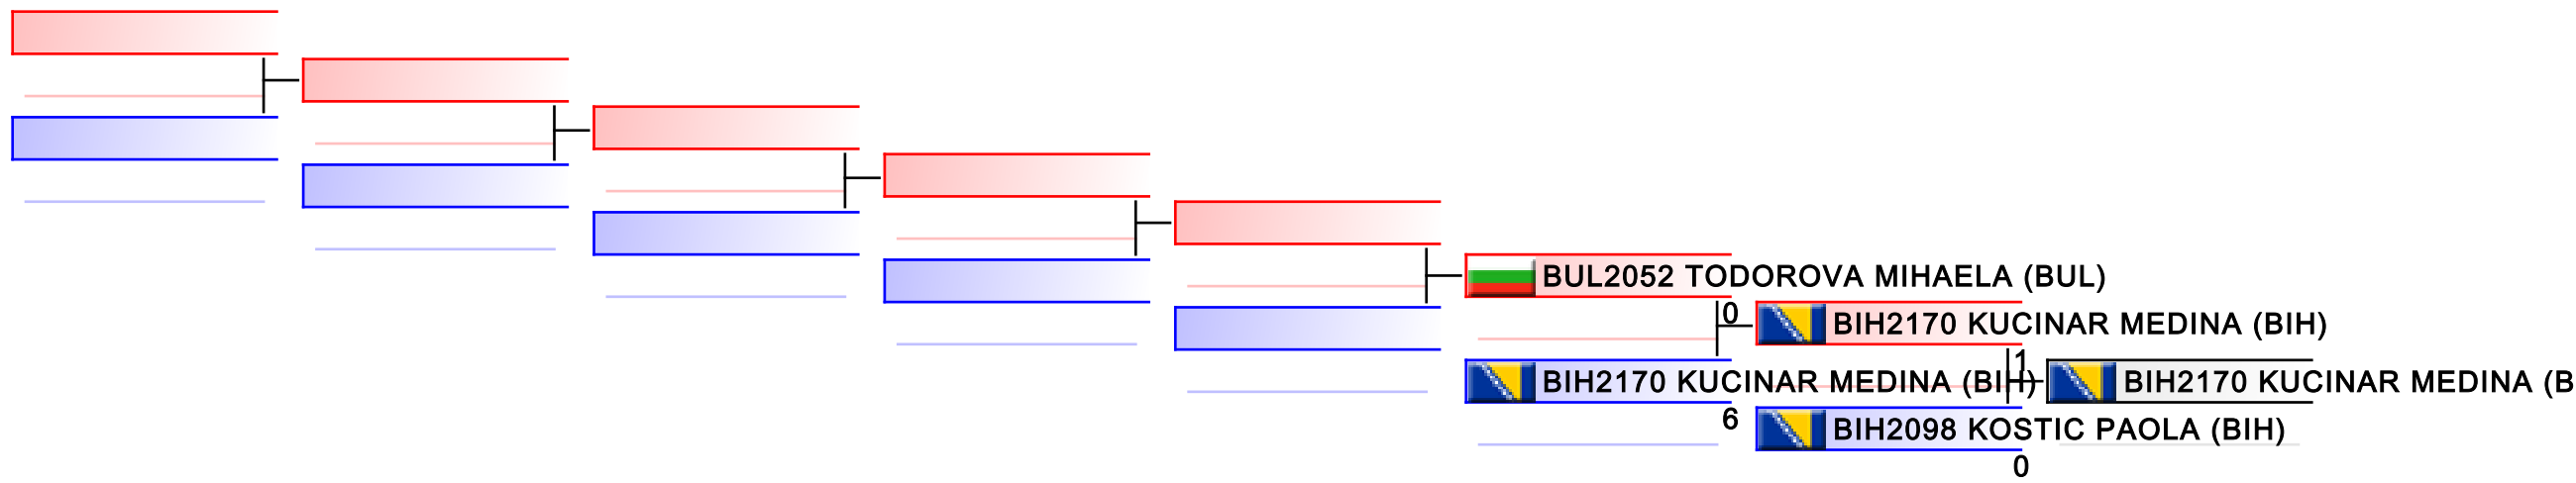 BUL2052 TODOROVA MIHAELA (BUL)
0
BIH2170 KUCINAR MEDINA (BIH)
1
BIH2170 KUCINAR MEDINA (BIH)
BIH2170 KUCINAR MEDINA (B
6
BIH2098 KOSTIC PAOLA (BIH)
0